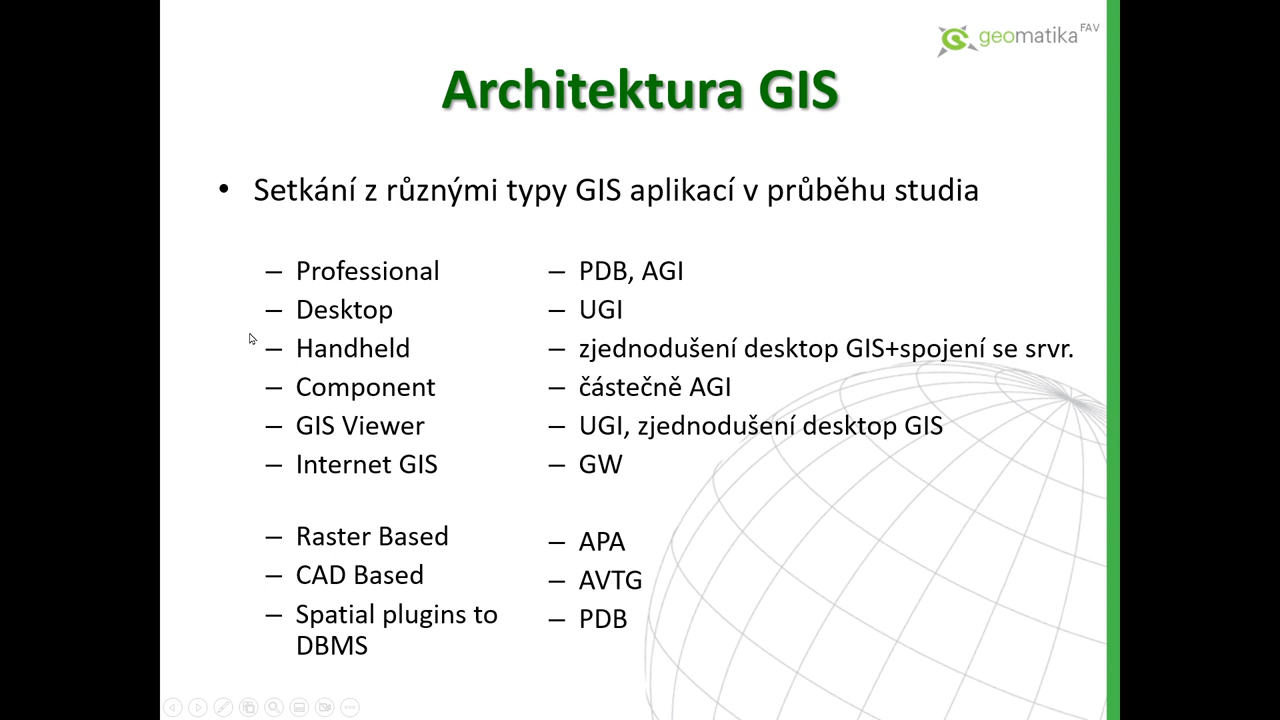 geomatika FAV
Architektura GIS
• Setkání z různými typy GIS aplikací v průběhu studia
– Professional
– Desktop
– Handheld
– Component
– GIS Viewer
– Internet GIS
– Raster Based
– CAD Based
– Spatial plugins to
DBMS
– PDB, AGI
– UGI
– zjednodušení desktop GIS+spojení se srvr.
– částečně AGI
– UGI, zjednodušení desktop GIS
– GW
– APA
– AVTG
– PDB